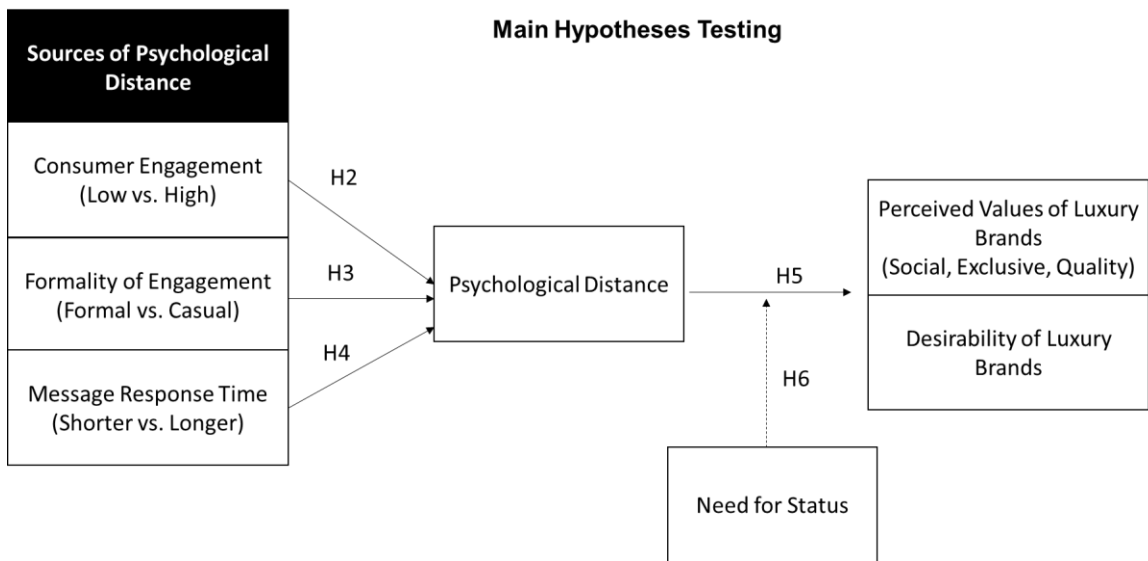 Main Hypotheses Testing
Sources of Psychological
Distance
Consumer Engagement
(Low vs. High)
Formality of Engagement
(Formal vs. Casual)
Message Response Time
(Shorter vs. Longer)
H2
H3
H4
Psychological Distance
H5
H6
Need for Status
Perceived Values of Luxury
Brands
(Social, Exclusive, Quality)
Desirability of Luxury
Brands